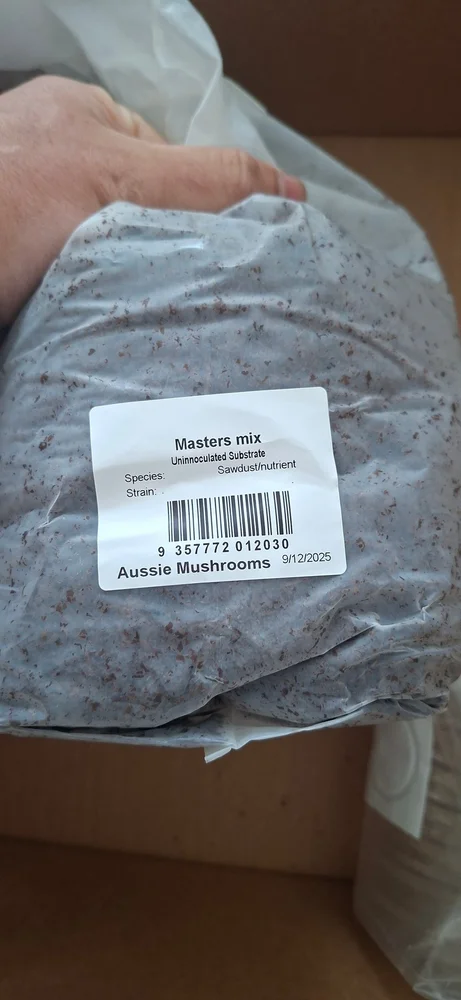 Masters mix
Uninnoculated Substrate
Species: Sawdust/nutrient
Strain: .
9 357772 012030
Aussie Mushrooms 9/12/2025